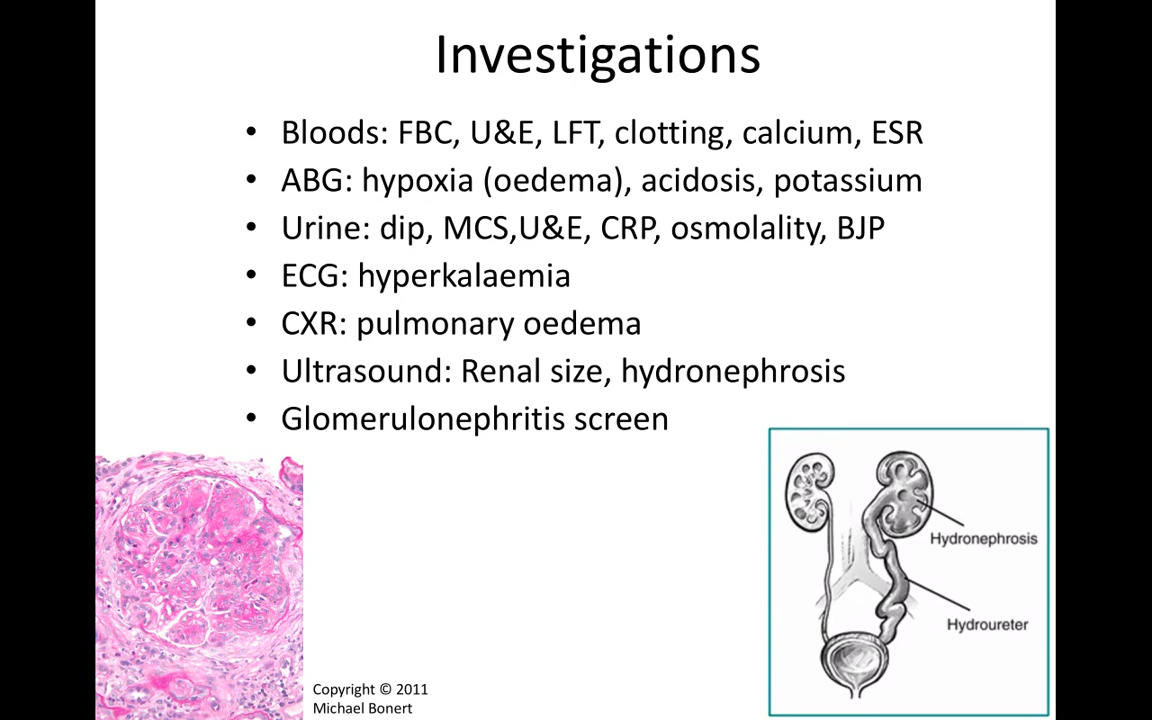 Investigations
• Bloods: FBC, U&E, LFT, clotting, calcium, ESR
• ABG: hypoxia (oedema), acidosis, potassium
• Urine: dip, MCS,U&E, CRP, osmolality, BJP
• ECG: hyperkalaemia
• CXR: pulmonary oedema
• Ultrasound: Renal size, hydronephrosis
• Glomerulonephritis screen
Hydronephrosis
Hydroureter
Copyright © 2011
Michael Bonert